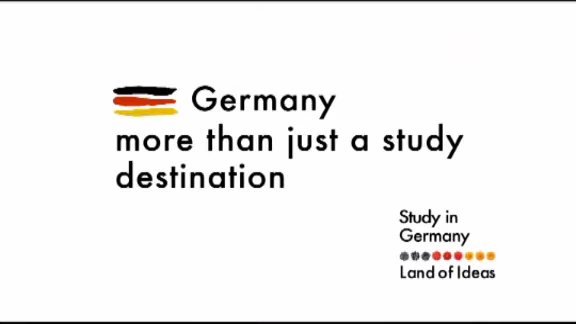 Germany
more than just a study
destination
Study in
Germany
Land of Ideas